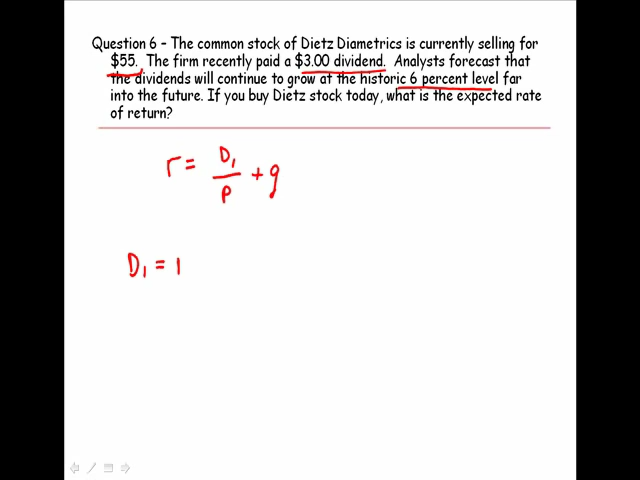 Question 6 – The common stock of Dietz Diametrics is currently selling for
$55. The firm recently paid a $3.00 dividend. Analysts forecast that
the dividends will continue to grow at the historic 6 percent level far
into the future. If you buy Dietz stock today, what is the expected rate
of return?
r = D₁/P + g
D₁ = 1